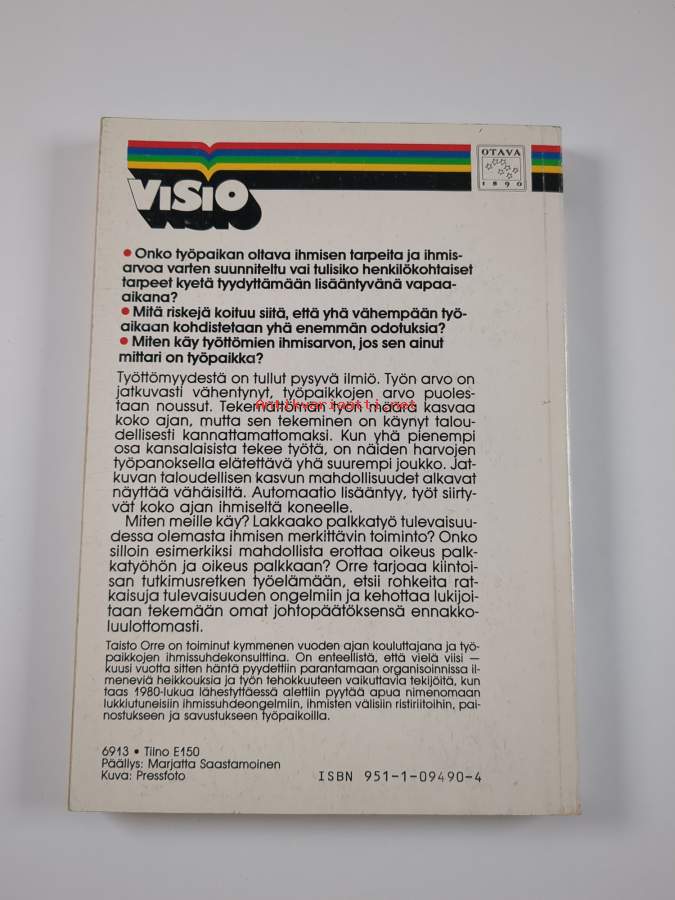 OTAVA
1890
VISIO
• Onko työpaikan oltava ihmisen tarpeita ja ihmis-
arvoa varten suunniteltu vai tulisiko henkilökohtaiset
tarpeet kyetä tyydyttämään lisääntyvänä vapaa-
aikana?
• Mitä riskejä koituu siitä, että yhä vähempään työ-
aikaan kohdistetaan yhä enemmän odotuksia?
• Miten käy työttömien ihmisarvon, jos sen ainut
mittari on työpaikka?
Työttömyydestä on tullut pysyvä ilmiö. Työn arvo on
jatkuvasti vähentynyt, työpaikkojen arvo puoles-
taan noussut. Tekemättömän työn määrä kasvaa
Antikvariaatti.net
koko ajan, mutta sen tekeminen on käynyt talou-
dellisesti kannattamattomaksi. Kun yhä pienempi
osa kansalaisista tekee työtä, on näiden harvojen
työpanoksella elätettävä yhä suurempi joukko. Jat-
kuvan taloudellisen kasvun mahdollisuudet alkavat
näyttää vähäisiltä. Automaatio lisääntyy, työt siirty-
vät koko ajan ihmiseltä koneelle.
Miten meille käy? Lakkaako palkkatyö tulevaisuu-
dessa olemasta ihmisen merkittävin toiminto? Onko
silloin esimerkiksi mahdollista erottaa oikeus palk-
katyöhön ja oikeus palkkaan? Orre tarjoaa kiintoi-
san tutkimusretken työelämään, etsii rohkeita rat-
kaisuja tulevaisuuden ongelmiin ja kehottaa lukijoi-
taan tekemään omat johtopäätöksensä ennakko-
luulottomasti.
Taisto Orre on toiminut kymmenen vuoden ajan kouluttajana ja työ-
paikkojen ihmissuhdekonsulttina. On enteellistä, että vielä viisi —
kuusi vuotta sitten häntä pyydettiin parantamaan organisoinnissa il-
meneviä heikkouksia ja työn tehokkuuteen vaikuttavia tekijöitä, kun
taas 1980-lukua lähestyttäessä alettiin pyytää apua nimenomaan
lukkiutuneisiin ihmissuhdeongelmiin, ihmisten välisiin ristiriitoihin, pai-
nostukseen ja savustukseen työpaikoilla.
6913 • Tilno E150
Päällys: Marjatta Saastamoinen
Kuva: Pressfoto
ISBN 951-1-09490-4